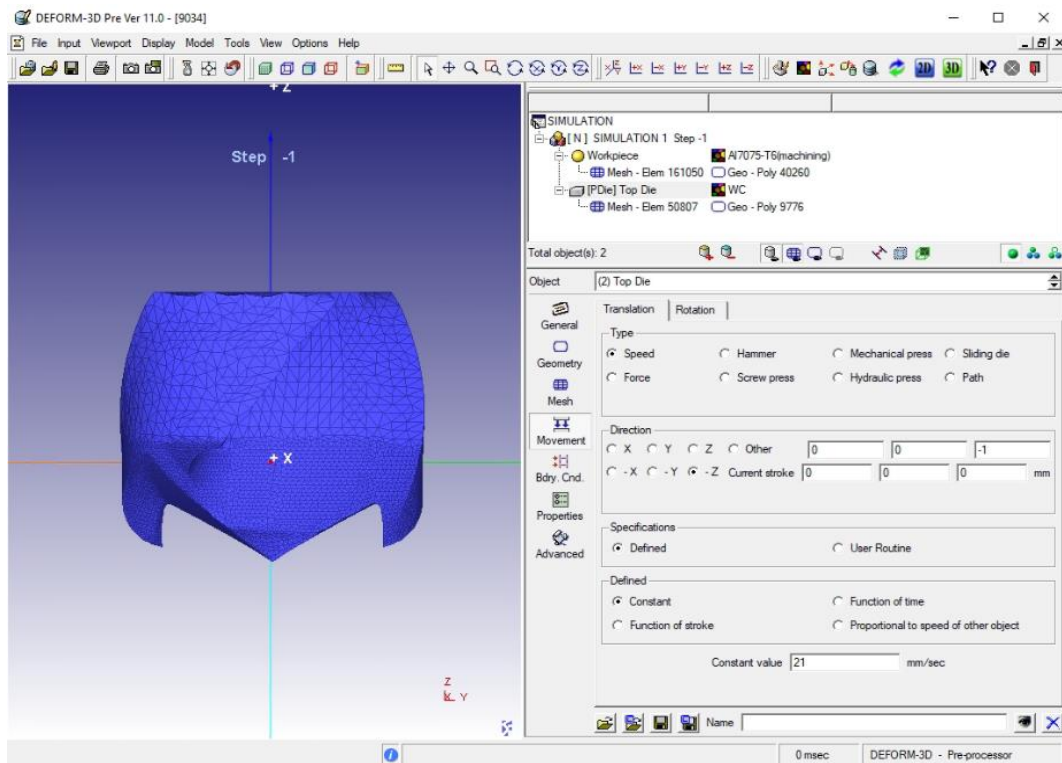 DEFORM-3D Pre Ver 11.0 - [9034]
File Input Viewport Display Model Tools View Options Help
2D 3D
Z
Step -1
X
Z
X Y
SIMULATION
[ N ] SIMULATION 1 Step -1
Workpiece Al7075-T6(machining)
Mesh - Elem 161050 Geo - Poly 40260
[PDie] Top Die WC
Mesh - Elem 50807 Geo - Poly 9776
Total object(s): 2
Object (2) Top Die
General
Geometry
Mesh
Movement
Bdry. Cnd.
Properties
Advanced
Translation Rotation
Type
Speed Hammer Mechanical press Sliding die
Force Screw press Hydraulic press Path
Direction
X Y Z Other 0 0 -1
- X - Y - Z Current stroke 0 0 0 mm
Specifications
Defined User Routine
Defined
Constant Function of time
Function of stroke Proportional to speed of other object
Constant value 21 mm/sec
Name
0 msec DEFORM-3D - Pre-processor